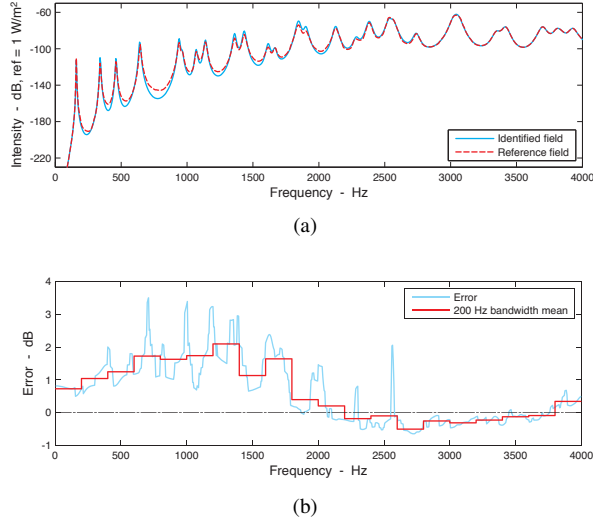 -60
-100
-140
-180
-220
Intensity - dB, ref = 1 W/m²
Identified field
Reference field
0 500 1000 1500 2000 2500 3000 3500 4000
Frequency - Hz
(a)
4
3
2
1
0
-1
Error - dB
Error
200 Hz bandwidth mean
0 500 1000 1500 2000 2500 3000 3500 4000
Frequency - Hz
(b)